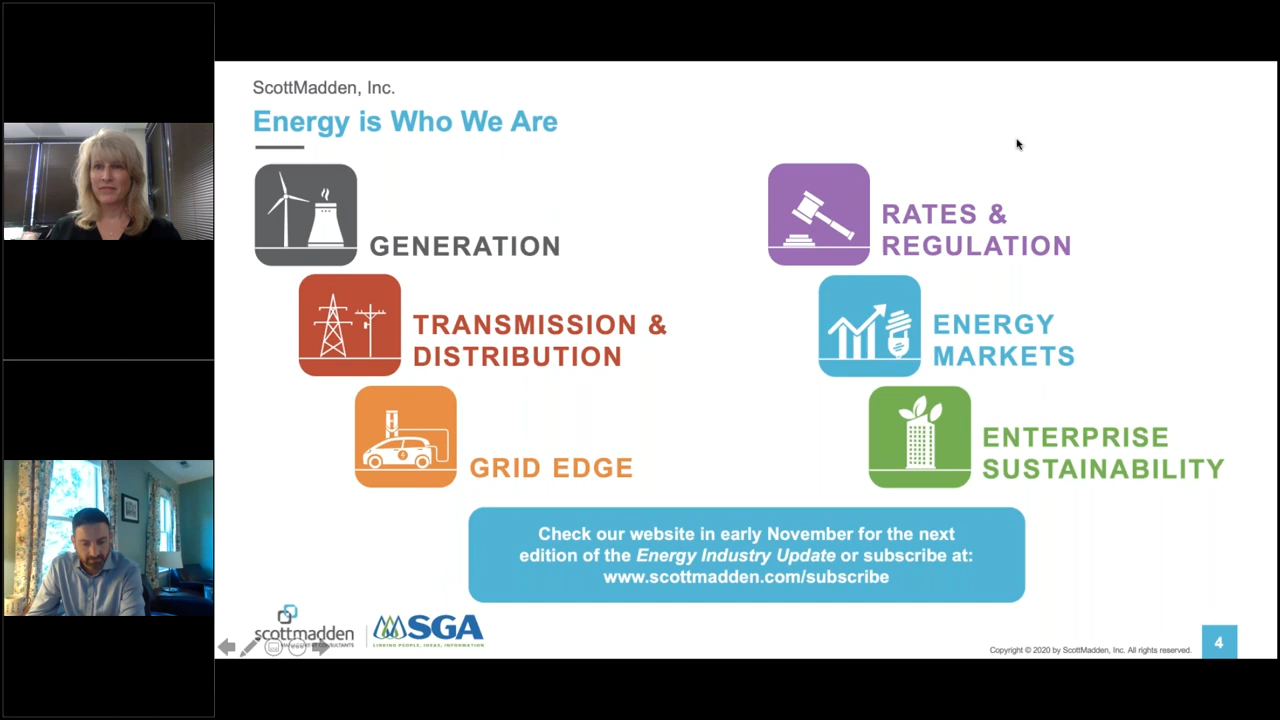 ScottMadden, Inc.
Energy is Who We Are
GENERATION
TRANSMISSION &
DISTRIBUTION
GRID EDGE
RATES &
REGULATION
ENERGY
MARKETS
ENTERPRISE
SUSTAINABILITY
Check our website in early November for the next
edition of the Energy Industry Update or subscribe at:
www.scottmadden.com/subscribe
scottmadden
SGA
LINKING PEOPLE, IDEAS, INFORMATION
Copyright © 2020 by ScottMadden, Inc. All rights reserved.
4